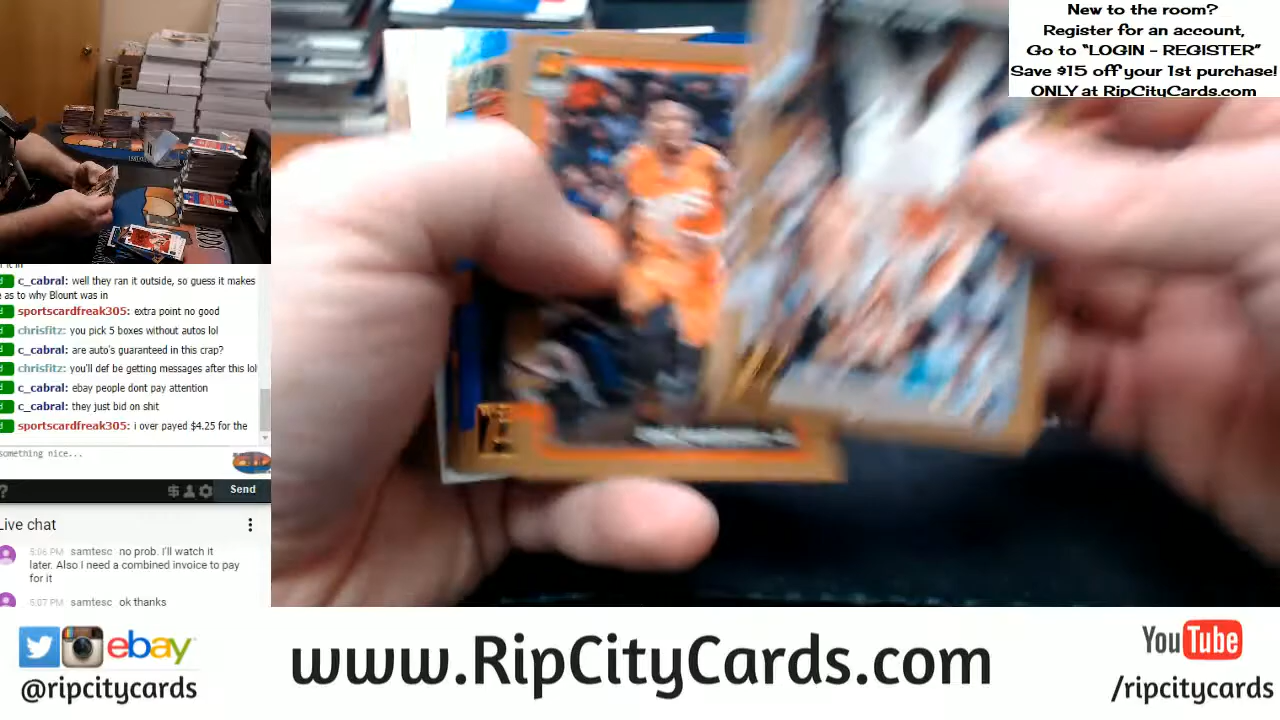 New to the room?
Register for an account,
Go to “LOGIN - REGISTER”
Save $15 off your 1st purchase!
ONLY at RipCityCards.com
c_cabral: well they ran it outside, so guess it makes
as to why Blount was in
sportscardfreak305: extra point no good
chrisfitz: you pick 5 boxes without autos lol
c_cabral: are auto's guaranteed in this crap?
chrisfitz: you'll def be getting messages after this lol
c_cabral: ebay people dont pay attention
c_cabral: they just bid on shit
sportscardfreak305: i over payed $4.25 for the
something nice...
Send
Live chat
5:06 PM samtesc no prob. I'll watch it
later. Also I need a combined invoice to pay
for it
5:07 PM samtesc ok thanks
ebay
@ripcitycards
www.RipCityCards.com
YouTube
/ripcitycards